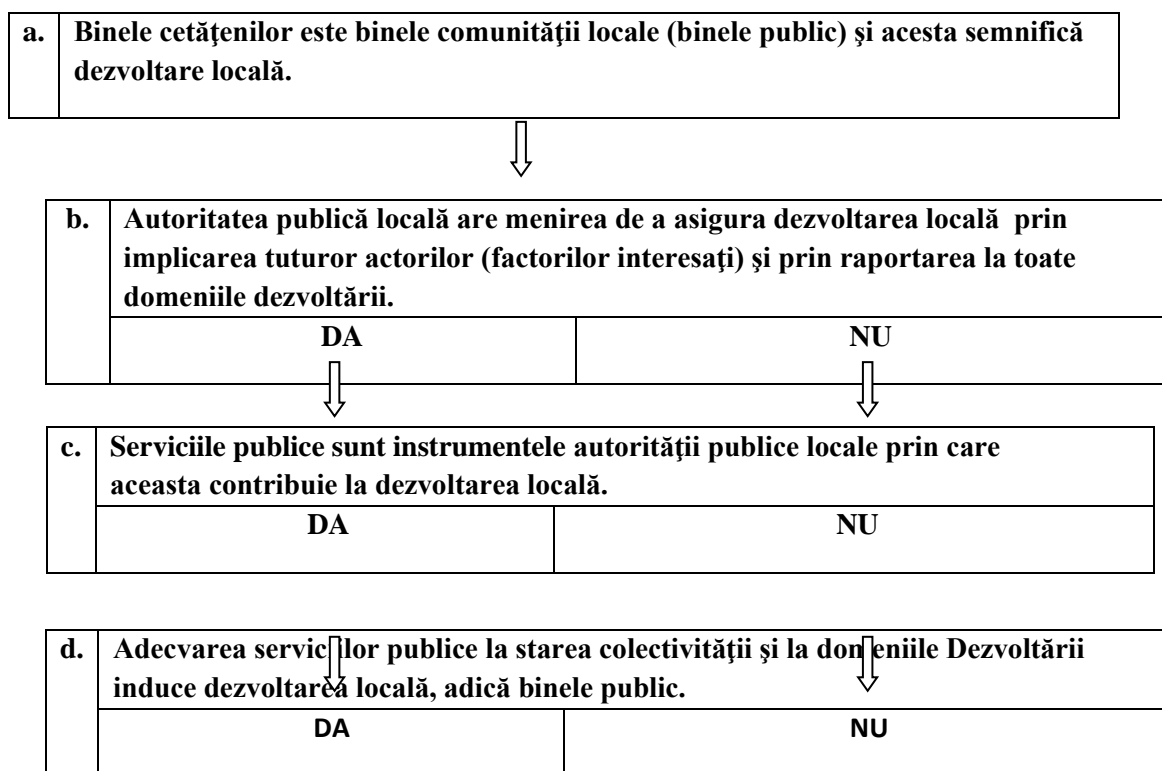 a. Binele cetăţenilor este binele comunităţii locale (binele public) şi acesta semnifică
dezvoltare locală.
b. Autoritatea publică locală are menirea de a asigura dezvoltarea locală prin
implicarea tuturor actorilor (factorilor interesaţi) şi prin raportarea la toate
domeniile dezvoltării.
DA NU
c. Serviciile publice sunt instrumentele autorităţii publice locale prin care
aceasta contribuie la dezvoltarea locală.
DA NU
d. Adecvarea serviciilor publice la starea colectivităţii şi la domeniile Dezvoltării
induce dezvoltarea locală, adică binele public.
DA NU